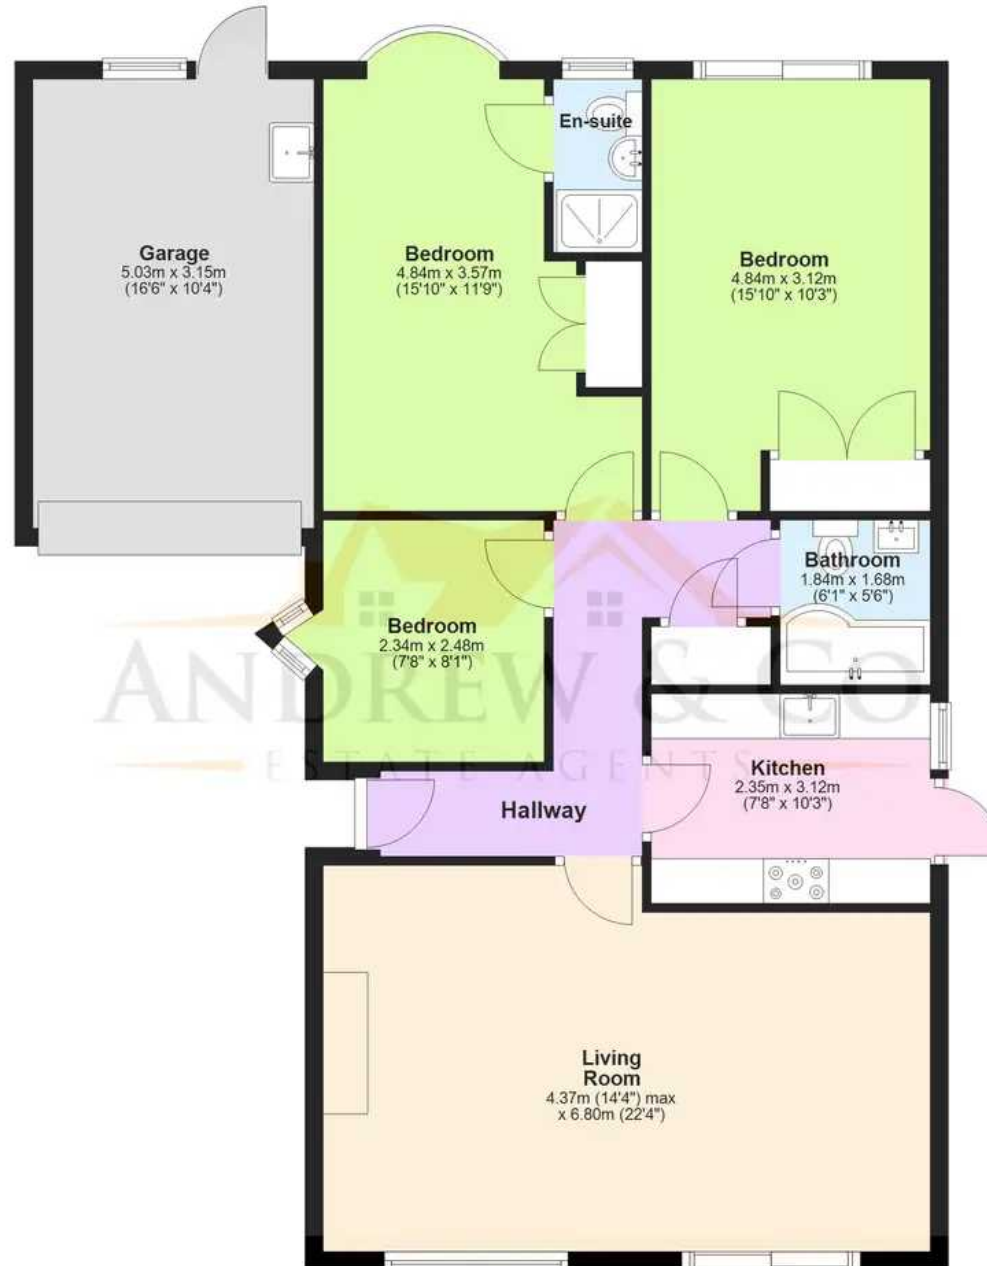 En-suite
Garage
5.03m x 3.15m
(16'6" x 10'4")
Bedroom
4.84m x 3.57m
(15'10" x 11'9")
Bedroom
4.84m x 3.12m
(15'10" x 10'3")
Bathroom
1.84m x 1.68m
(6'1" x 5'6")
Bedroom
2.34m x 2.48m
(7'8" x 8'1")
ANDREW & CO
ESTATE AGENTS
Kitchen
2.35m x 3.12m
(7'8" x 10'3")
Hallway
Living
Room
4.37m (14'4") max
x 6.80m (22'4")